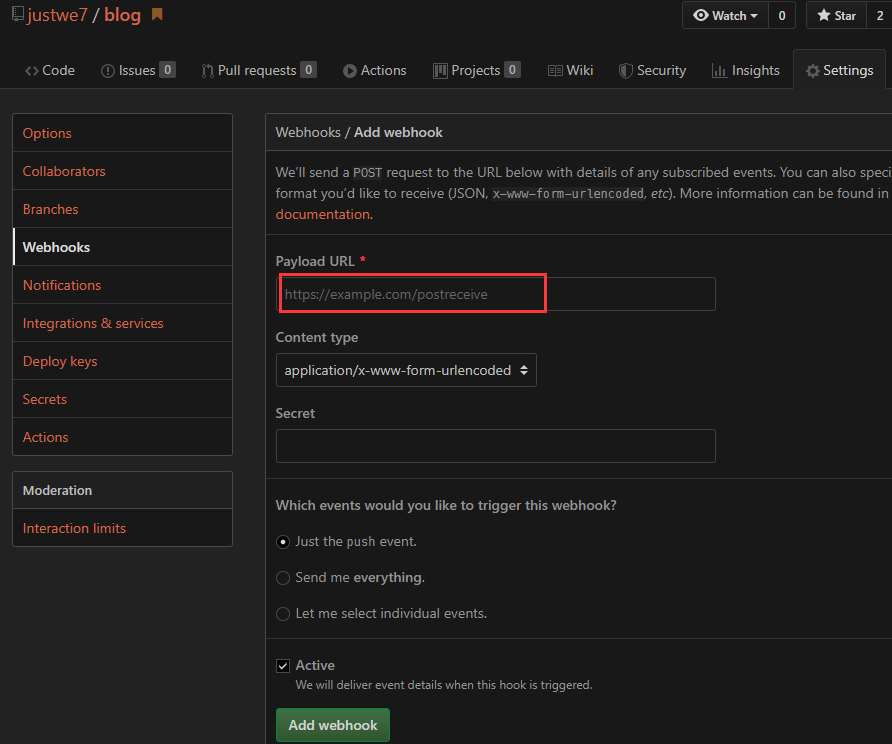 justwe7 / blog
Watch 0 Star 2
Code Issues 0 Pull requests 0 Actions Projects 0 Wiki Security Insights Settings
Options
Collaborators
Branches
Webhooks
Notifications
Integrations & services
Deploy keys
Secrets
Actions
Moderation
Interaction limits
Webhooks / Add webhook
We'll send a POST request to the URL below with details of any subscribed events. You can also speci
format you'd like to receive (JSON, x-www-form-urlencoded, etc). More information can be found in
documentation.
Payload URL *
https://example.com/postreceive
Content type
application/x-www-form-urlencoded
Secret
Which events would you like to trigger this webhook?
Just the push event.
Send me everything.
Let me select individual events.
Active
We will deliver event details when this hook is triggered.
Add webhook